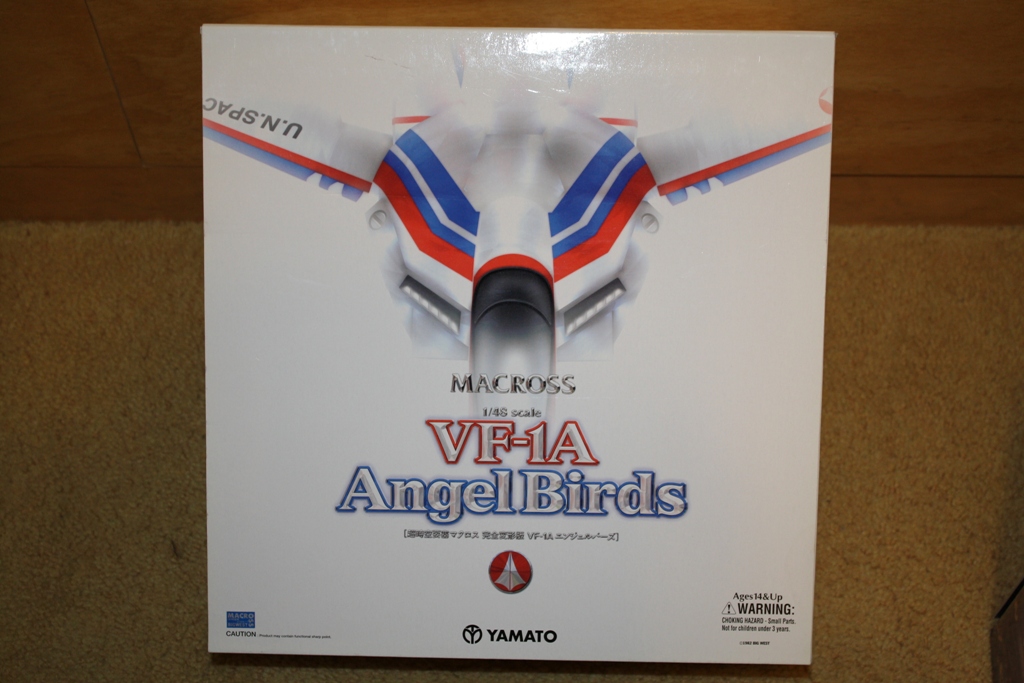 U.N.SPAC
MACROSS
1/48 scale
VF-1A
Angel Birds
[超時空要塞マクロス 完全変形版 VF-1A エンジェルバーズ]
Ages14&Up
WARNING:
CHOKING HAZARD - Small Parts.
Not for children under 3 years.
MACRO
CAUTION
YAMATO